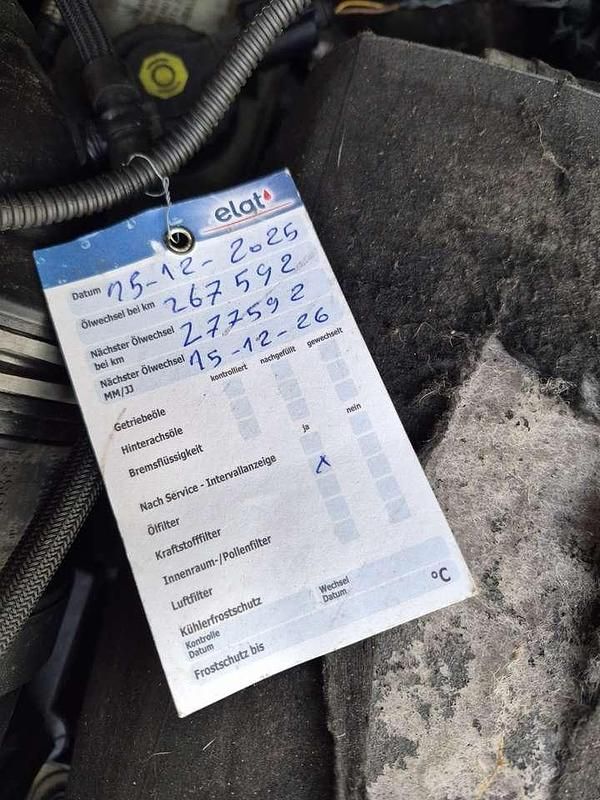 elat
Datum 15-12-2025
Ölwechsel bei km 267592
Nächster Ölwechsel bei km 277592
Nächster Ölwechsel MM/JJ 15-12-26
kontrolliert nachgefüllt gewechselt
Getriebeöle
Hinterachsöle
Bremsflüssigkeit
ja nein
Nach Service - Intervallanzeige
Ölfilter x
Kraftstofffilter
Innenraum-/Pollenfilter
Luftfilter
Kühlerfrostschutz
Kontrolle Datum Wechsel Datum
Frostschutz bis °C